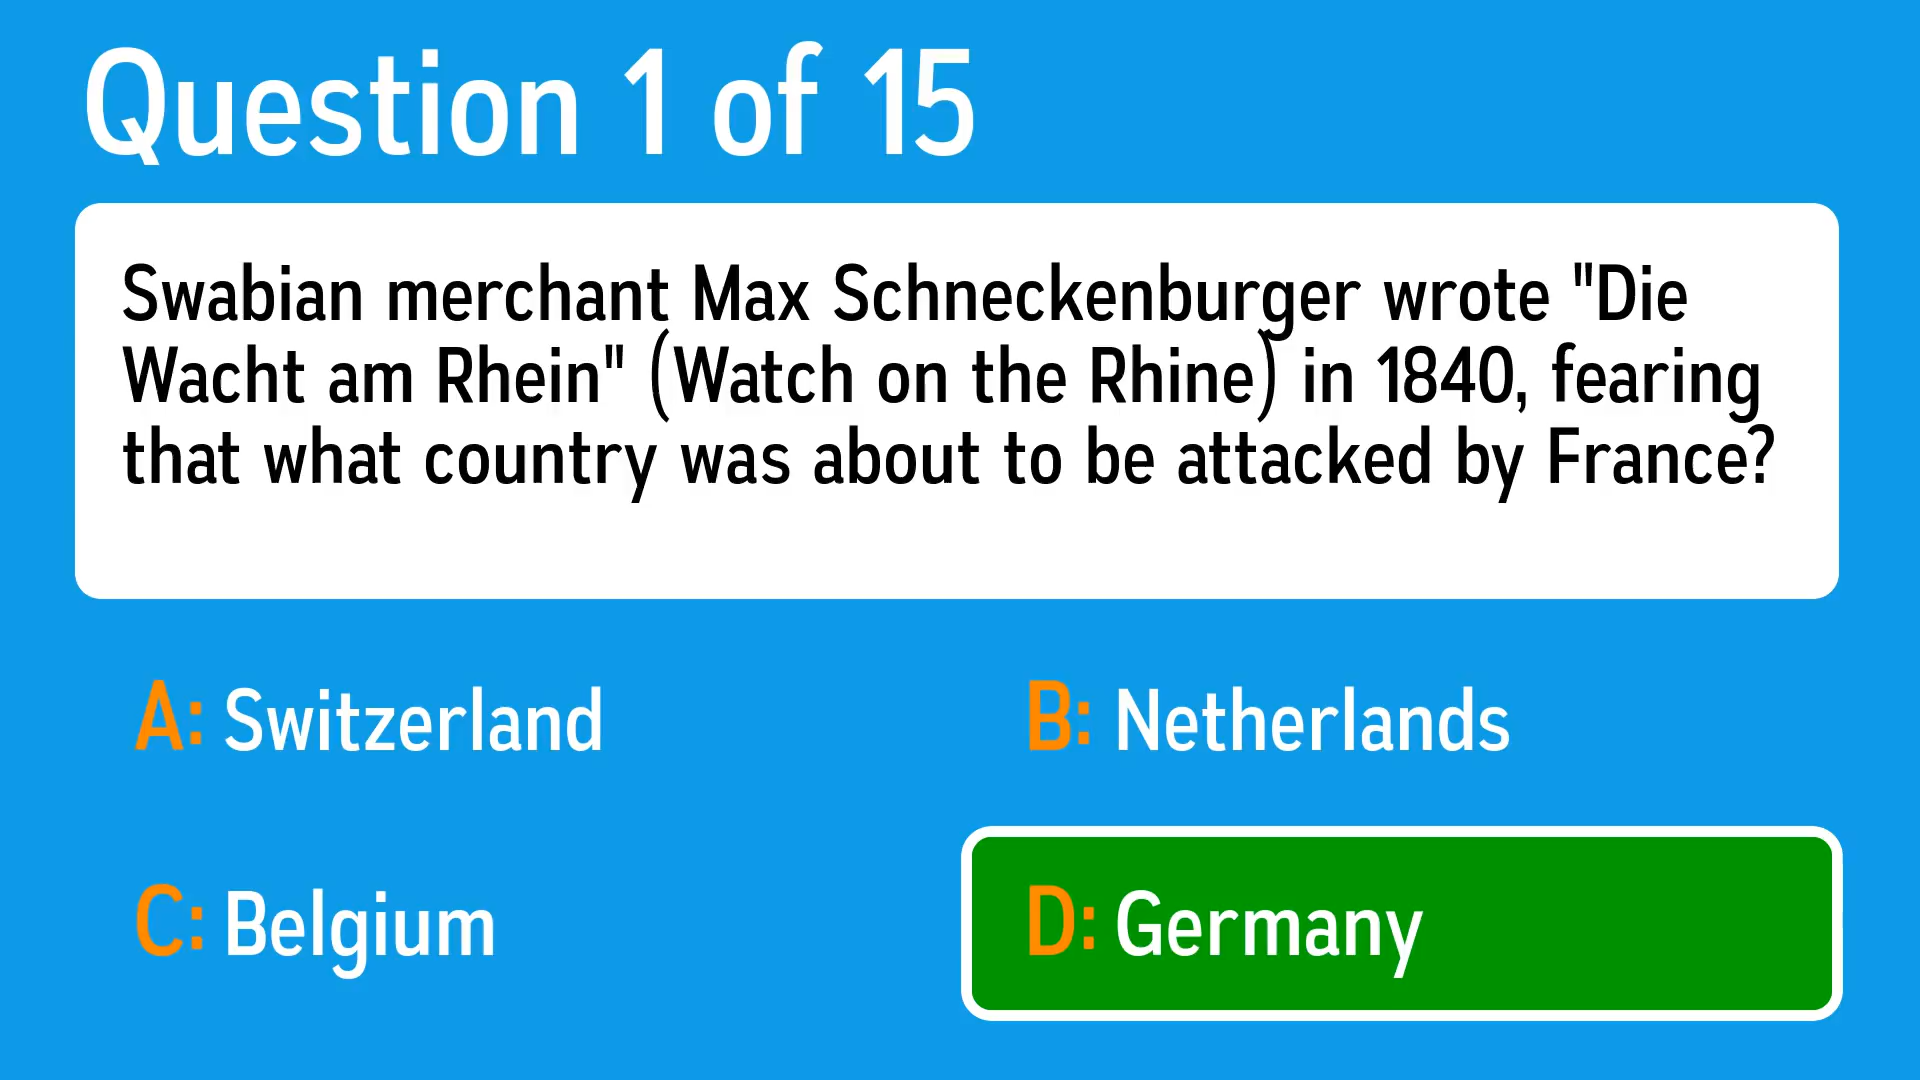 Question 1 of 15
Swabian merchant Max Schneckenburger wrote "Die
Wacht am Rhein" (Watch on the Rhine) in 1840, fearing
that what country was about to be attacked by France?
A: Switzerland
B: Netherlands
C: Belgium
D: Germany